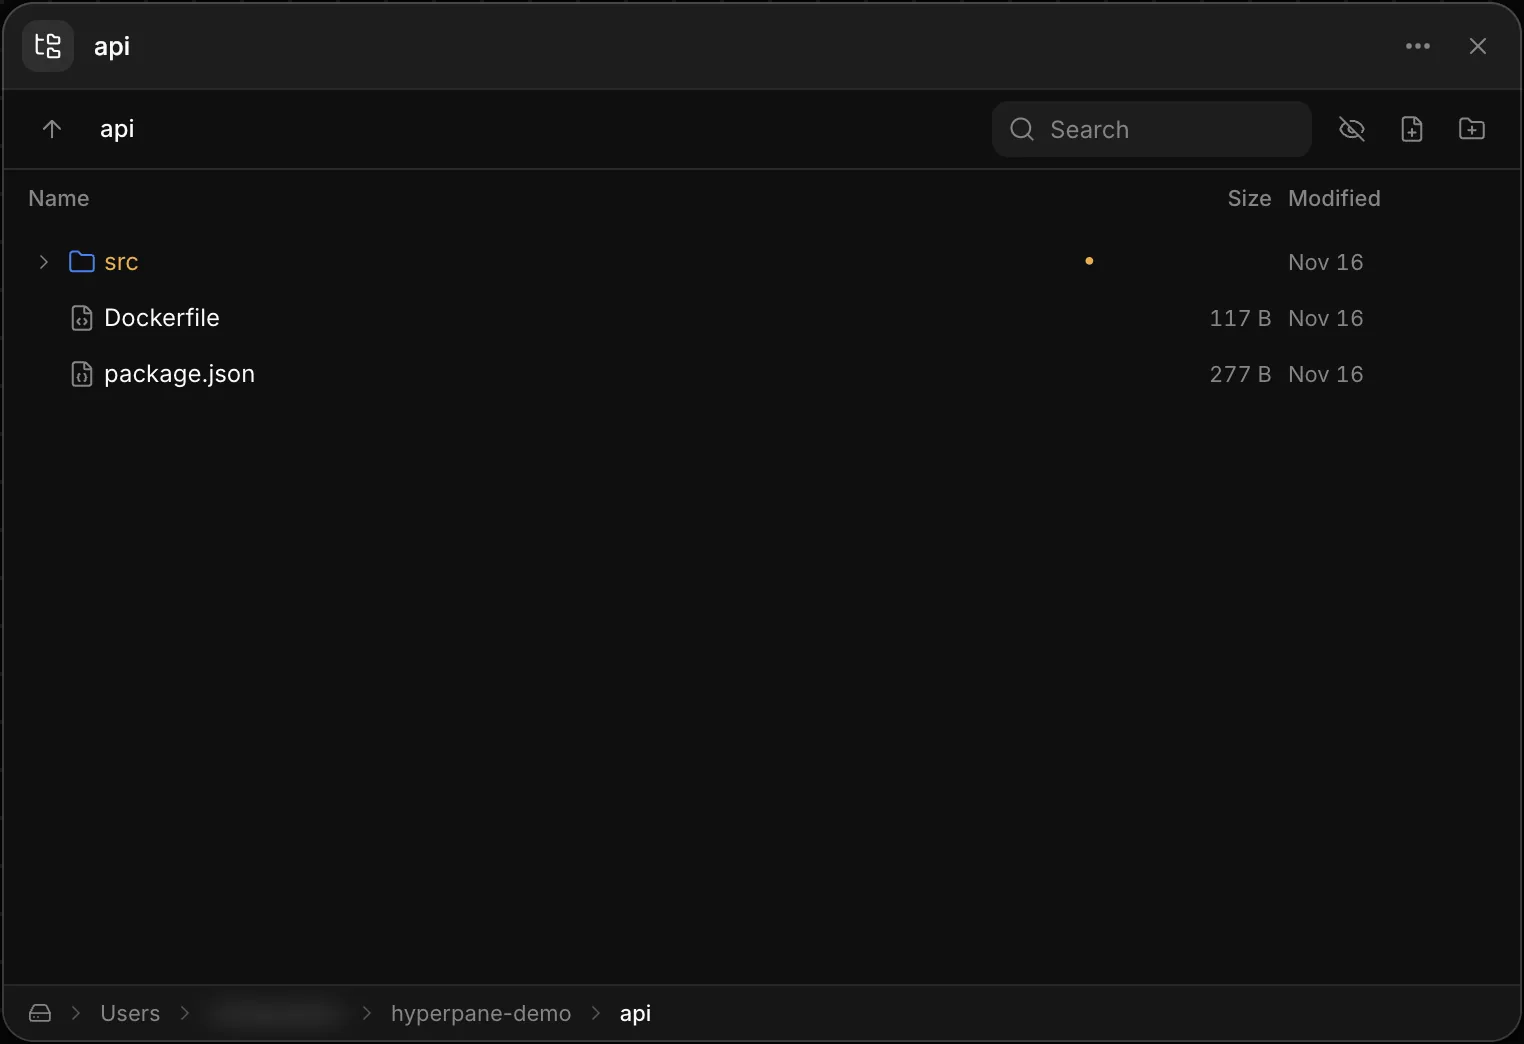 api
api
Search
Name Size Modified
src Nov 16
Dockerfile 117 B Nov 16
package.json 277 B Nov 16
Users hyperpane-demo api